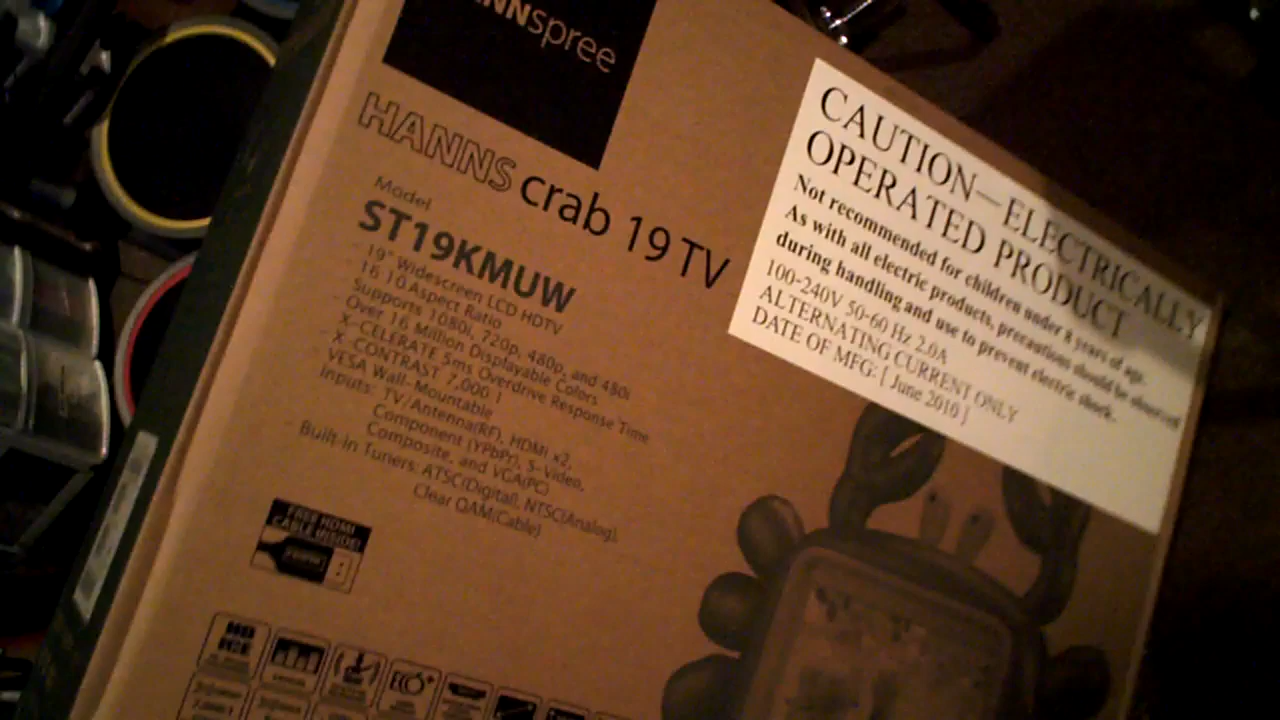 NNspree
HANNS crab 19 TV
Model
ST19KMUW
19" Widescreen LCD HDTV
16 10 Aspect Ratio
Supports 1080i, 720p, 480p, and 480i
Over 16 Million Displayable Colors
X-CELERATE 5ms Overdrive Response Time
X-CONTRAST 7,000 1
VESA Wall-Mountable
Inputs: TV/Antenna(RF), HDMI x2,
Component (YPbPr), S-Video,
Composite, and VGA(PC)
Built-in Tuners: ATSC(Digital), NTSC(Analog),
Clear QAM(Cable)
FREE HDMI
CABLE INSIDE!
ECO+
CAUTION—ELECTRICALLY
OPERATED PRODUCT
Not recommended for children under 8 years of age.
As with all electric products, precautions should be observed
during handling and use to prevent electric shock.
100-240V 50-60 Hz 2.0A
ALTERNATING CURRENT ONLY
DATE OF MFG: [ June 2010 ]